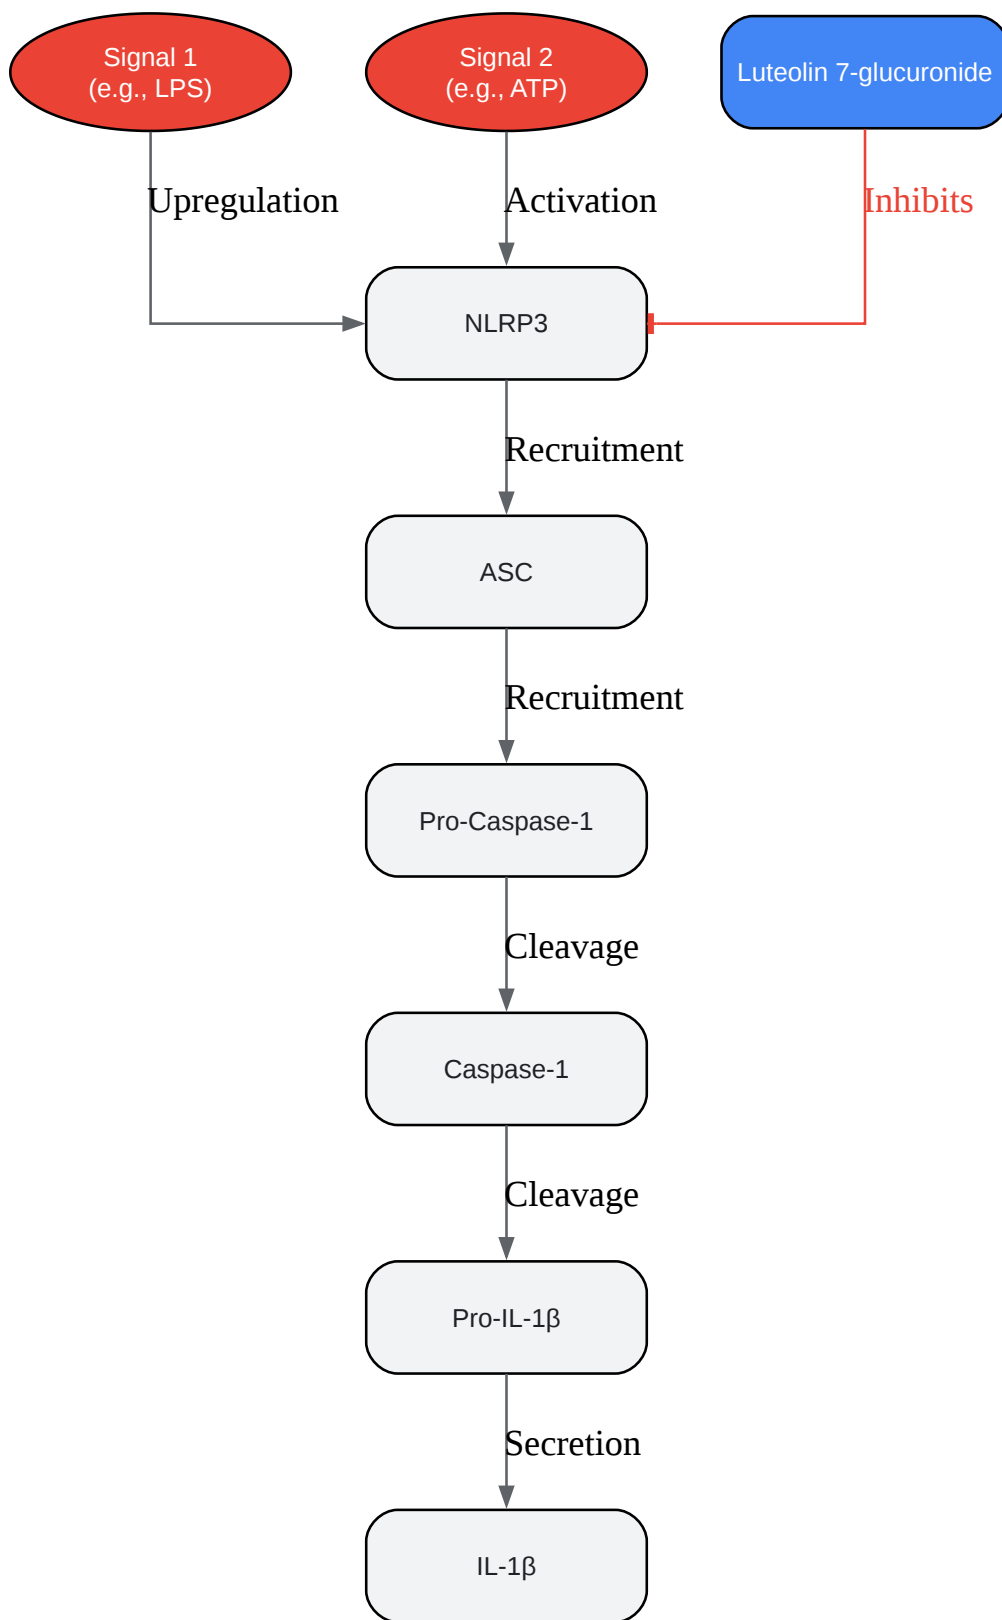 Signal 1
(e.g., LPS)
Signal 2
(e.g., ATP)
Luteolin 7-glucuronide
Upregulation
Activation
Inhibits
NLRP3
Recruitment
ASC
Recruitment
Pro-Caspase-1
Cleavage
Caspase-1
Cleavage
Pro-IL-1β
Secretion
IL-1β